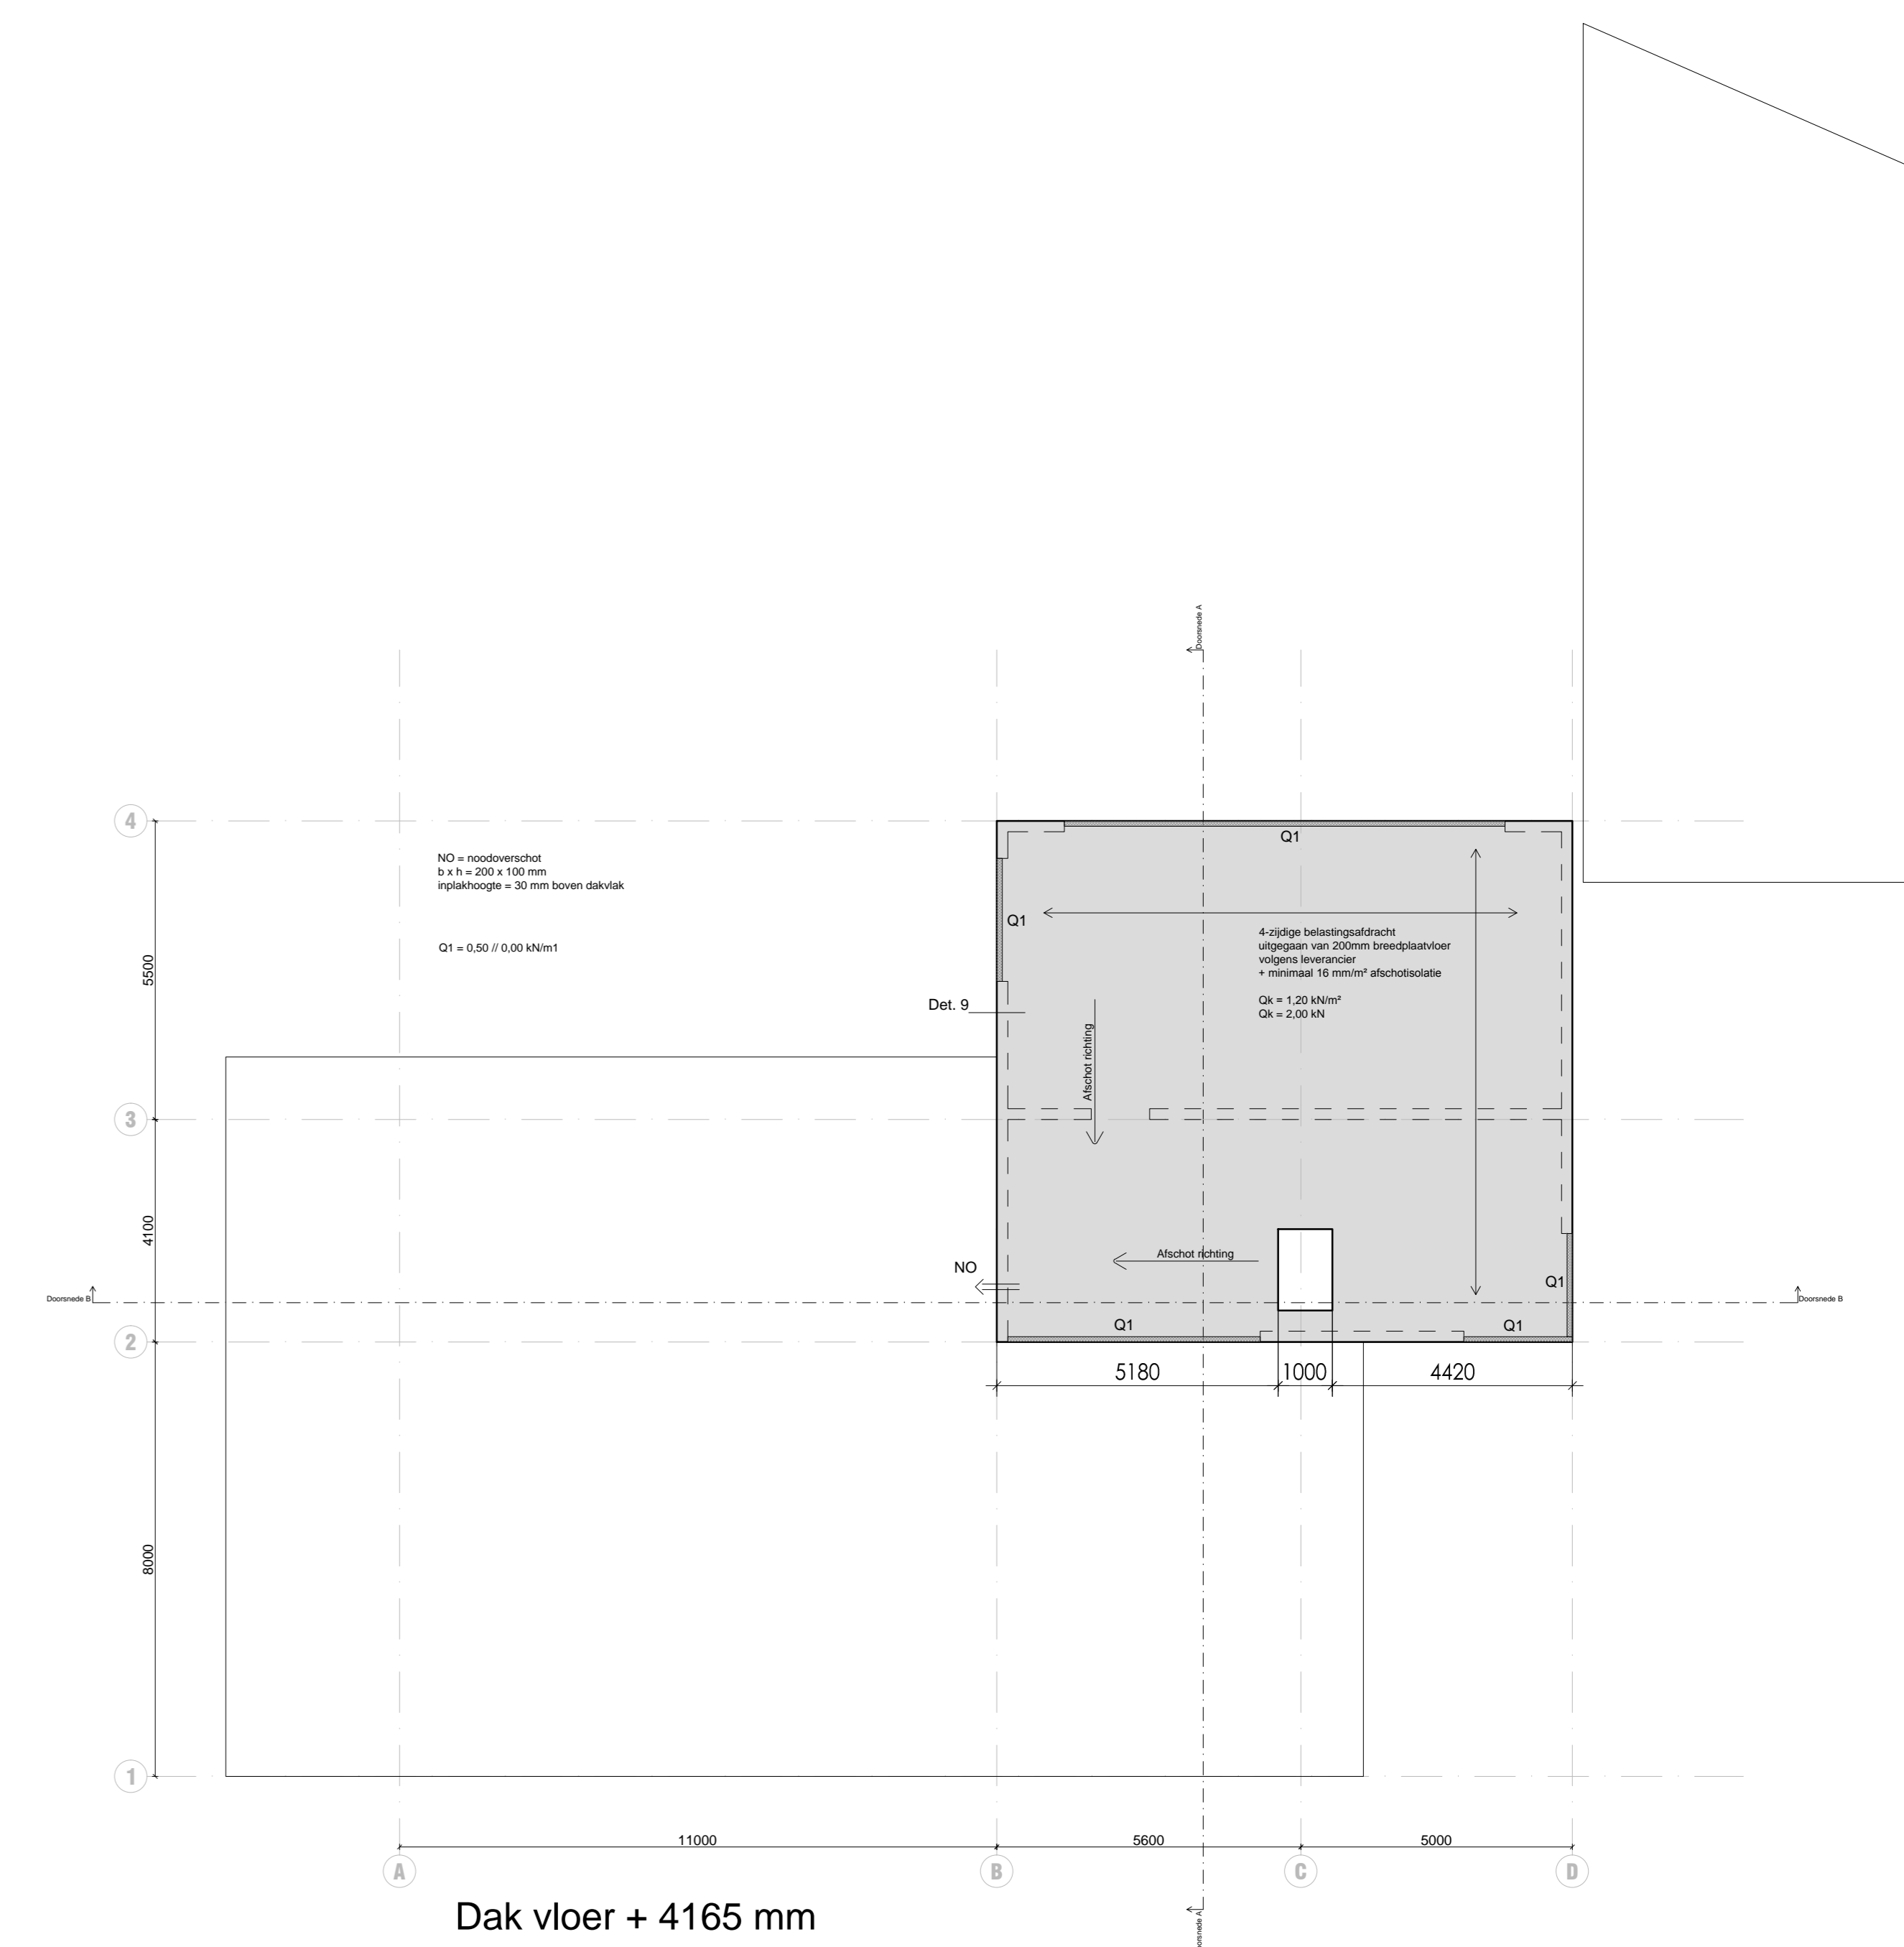 Doorsnede A
4
NO = noodoverschot
b x h = 200 x 100 mm
inplakhoogte = 30 mm boven dakvlak
Q1
Q1
4-zijdige belastingsafdracht
uitgegaan van 200mm breedplaatvloer
volgens leverancier
+ minimaal 16 mm/m² afschotisolatie
Q1 = 0,50 // 0,00 kN/m1
5500
Qk = 1,20 kN/m²
Qk = 2,00 kN
Det. 9
Afschot richting
3
4100
Afschot richting
NO
Q1
Doorsnede B
Doorsnede B
Q1
Q1
2
5180
1000
4420
8000
1
11000
5600
5000
A
B
C
D
Dak vloer + 4165 mm
Doorsnede A